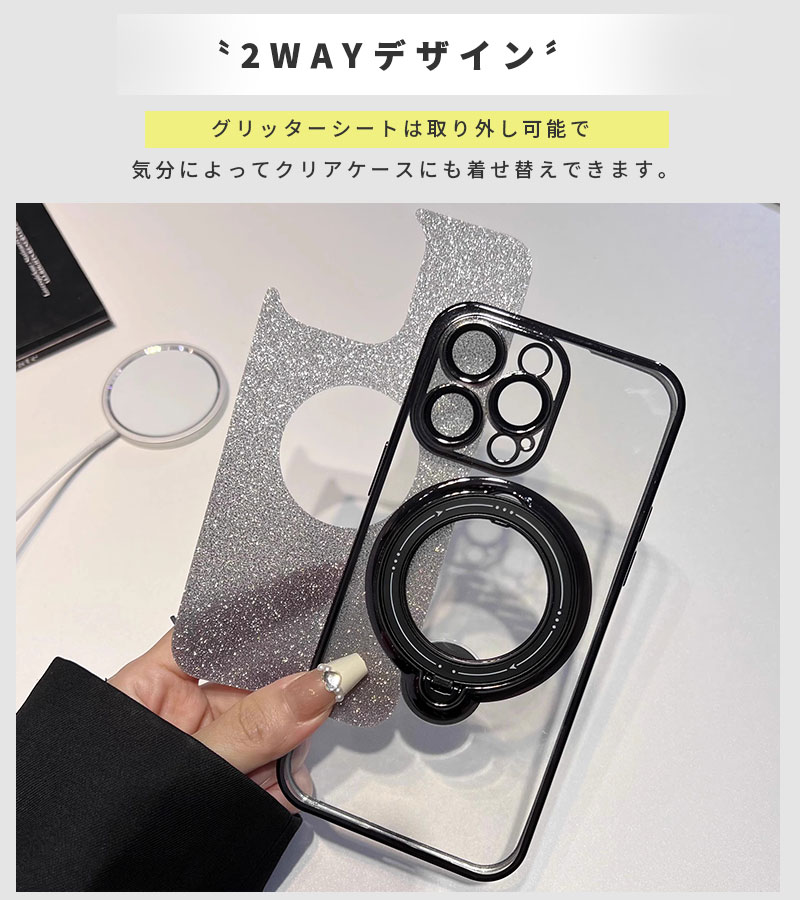 〝2WAYデザイン〞
グリッターシートは取り外し可能で
気分によってクリアケースにも着せ替えできます。